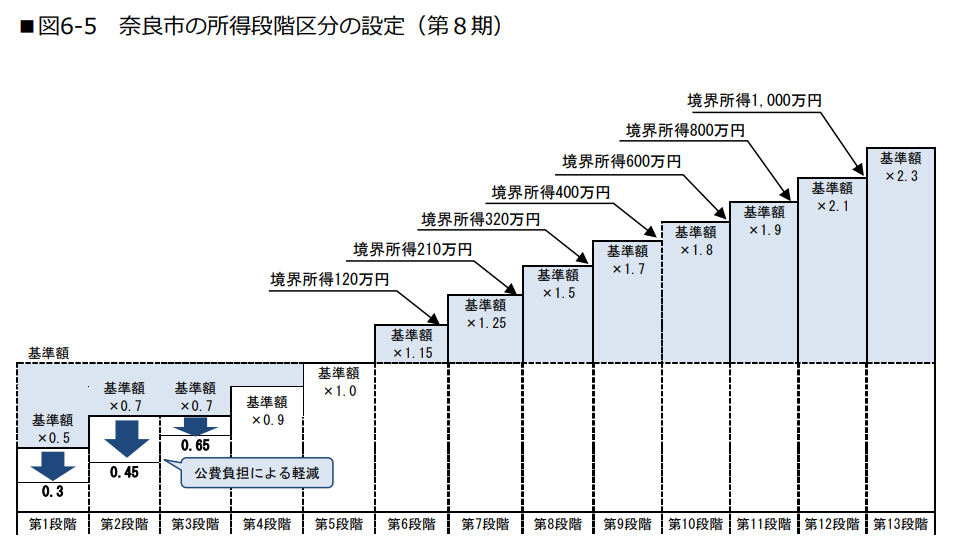 ■図6-5　奈良市の所得段階区分の設定（第８期）
境界所得1,000万円
境界所得800万円
境界所得600万円
境界所得400万円
境界所得320万円
境界所得210万円
境界所得120万円
基準額
基準額
×0.5
0.3
基準額
×0.7
0.45
基準額
×0.7
0.65
基準額
×0.9
基準額
×1.0
基準額
×1.15
基準額
×1.25
基準額
×1.5
基準額
×1.7
基準額
×1.8
基準額
×1.9
基準額
×2.1
基準額
×2.3
公費負担による軽減
第1段階
第2段階
第3段階
第4段階
第5段階
第6段階
第7段階
第8段階
第9段階
第10段階
第11段階
第12段階
第13段階